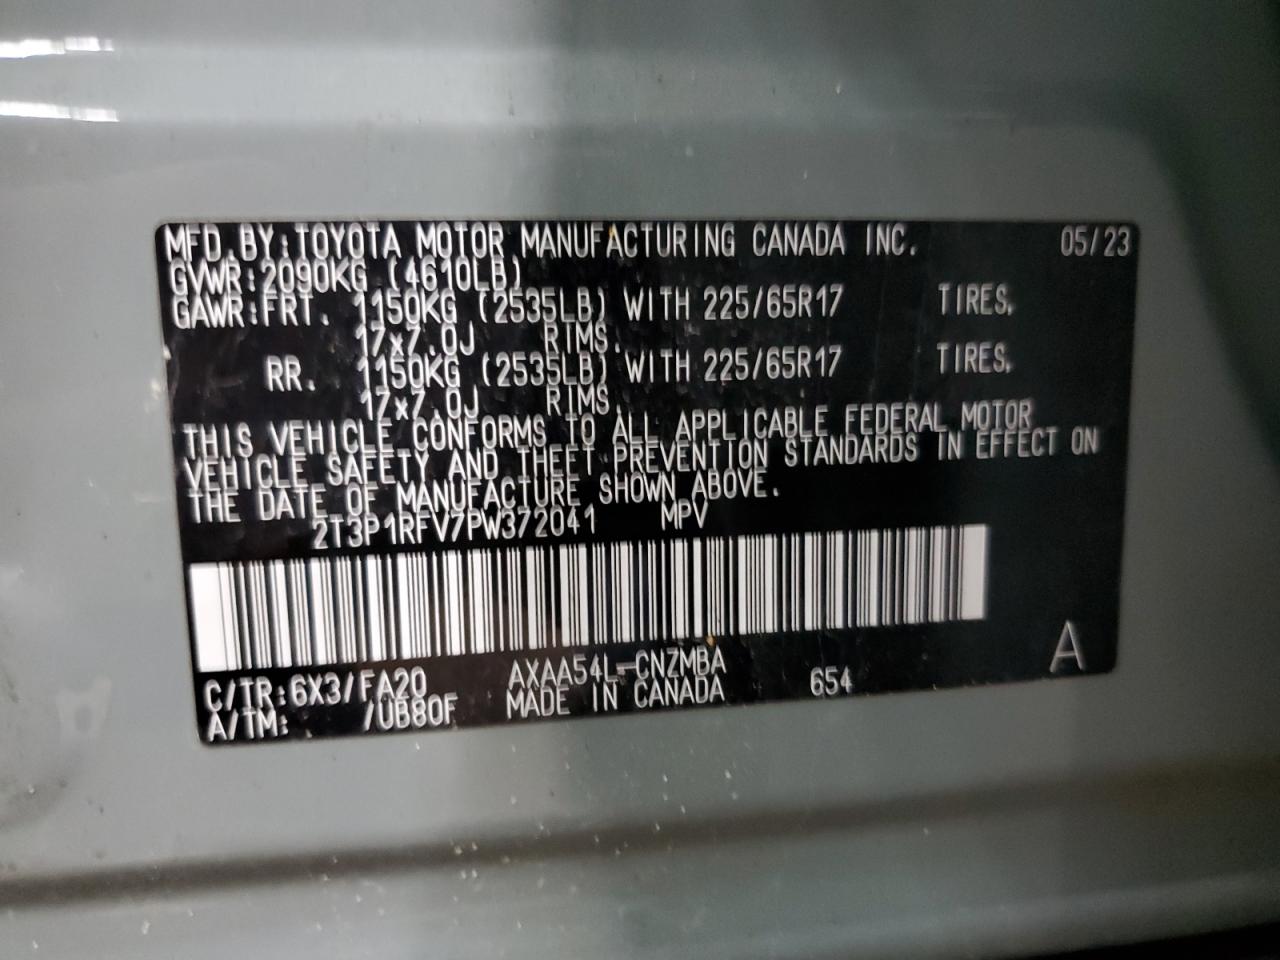 MFD.BY:TOYOTA MOTOR MANUFACTURING CANADA INC. 05/23
GVWR:2090KG (4610LB)
GAWR:FRT. 1150KG (2535LB) WITH 225/65R17 TIRES,
17x7.0J RIMS.
RR. 1150KG (2535LB) WITH 225/65R17 TIRES,
17x7.0J RIMS.
THIS VEHICLE CONFORMS TO ALL APPLICABLE FEDERAL MOTOR
VEHICLE SAFETY AND THEFT PREVENTION STANDARDS IN EFFECT ON
THE DATE OF MANUFACTURE SHOWN ABOVE.
2T3P1RFV7PW372041 MPV
C/TR:6X3/FA20 AXAA54L-CNZMBA 654 A
A/TM: /UB80F MADE IN CANADA